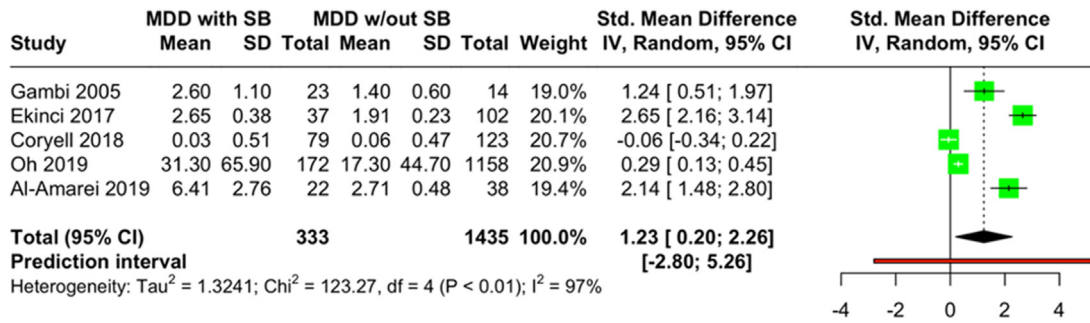 MDD with SB MDD w/out SB Std. Mean Difference Std. Mean Difference
Study Mean SD Total Mean SD Total Weight IV, Random, 95% CI IV, Random, 95% CI
Gambi 2005 2.60 1.10 23 1.40 0.60 14 19.0% 1.24 [ 0.51; 1.97]
Ekinci 2017 2.65 0.38 37 1.91 0.23 102 20.1% 2.65 [ 2.16; 3.14]
Coryell 2018 0.03 0.51 79 0.06 0.47 123 20.7% -0.06 [-0.34; 0.22]
Oh 2019 31.30 65.90 172 17.30 44.70 1158 20.9% 0.29 [ 0.13; 0.45]
Al-Amarei 2019 6.41 2.76 22 2.71 0.48 38 19.4% 2.14 [ 1.48; 2.80]
Total (95% CI) 333 1435 100.0% 1.23 [ 0.20; 2.26]
Prediction interval [-2.80; 5.26]
Heterogeneity: Tau² = 1.3241; Chi² = 123.27, df = 4 (P < 0.01); I² = 97%
-4 -2 0 2 4